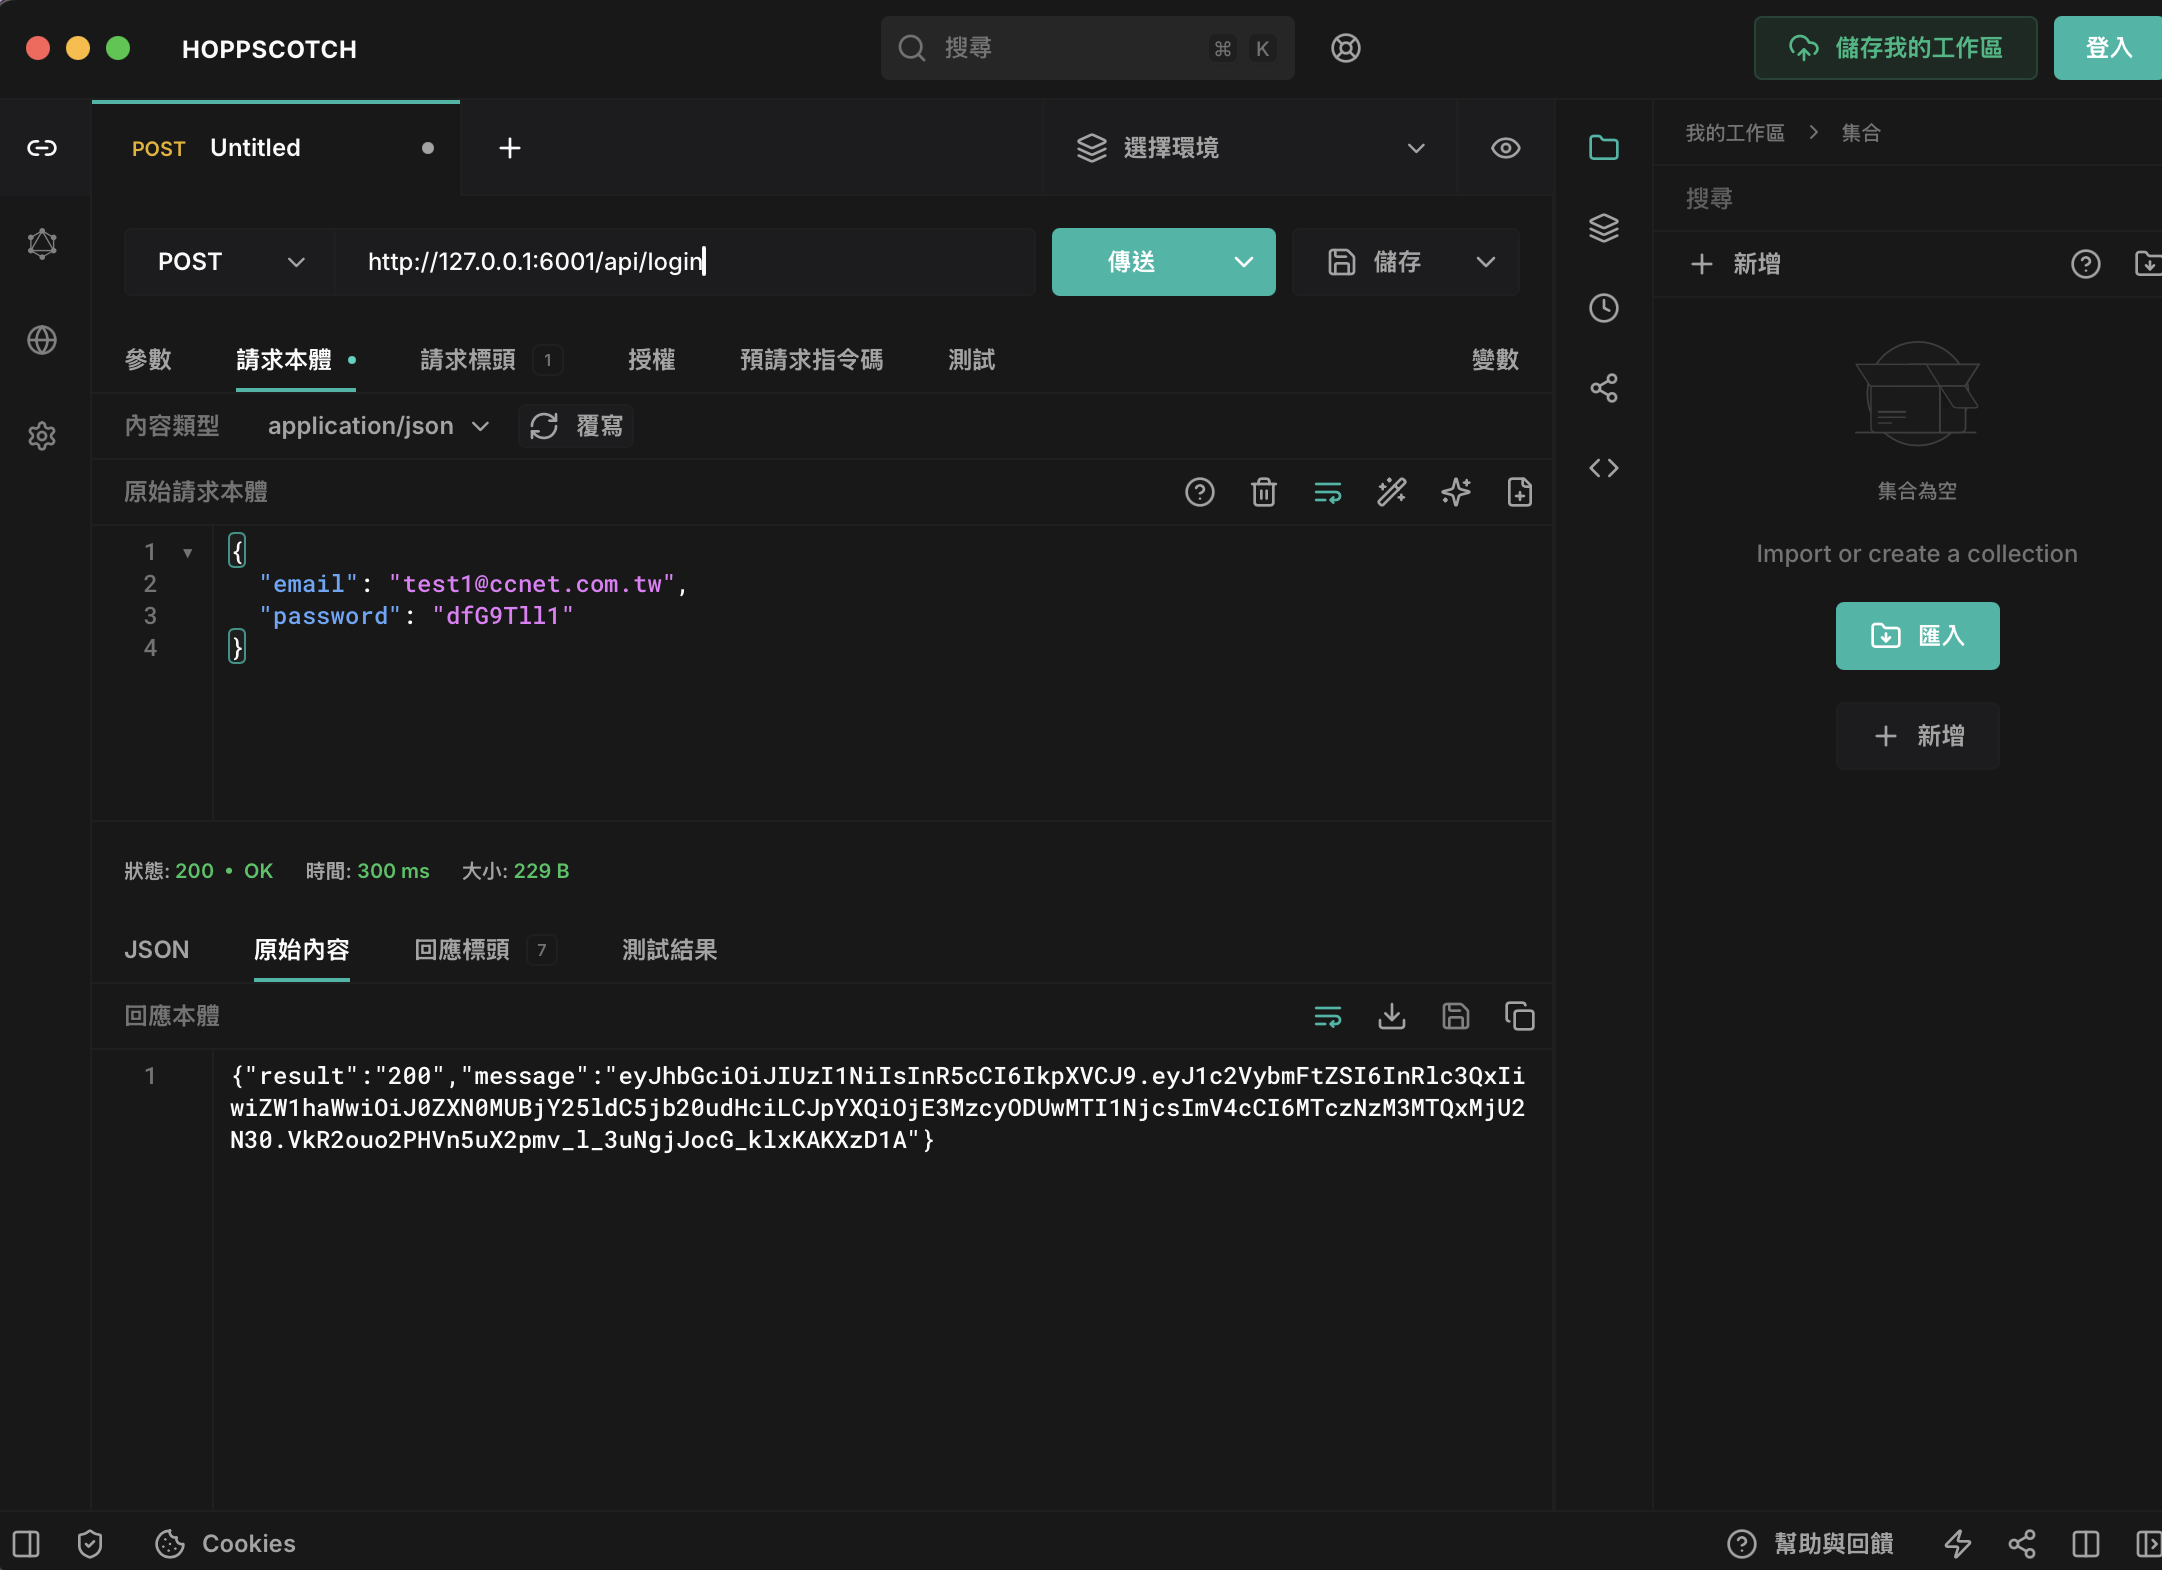 HOPPSCOTCH
搜尋
⌘ K
儲存我的工作區
登入
POST Untitled
選擇環境
我的工作區 > 集合
搜尋
POST http://127.0.0.1:6001/api/login
傳送
儲存
新增
參數 請求本體 請求標頭 1 授權 預請求指令碼 測試 變數
內容類型 application/json 覆寫
原始請求本體
集合為空
Import or create a collection
匯入
新增
1 {
2 "email": "test1@ccnet.com.tw",
3 "password": "dfG9Tll1"
4 }
狀態: 200 • OK 時間: 300 ms 大小: 229 B
JSON 原始內容 回應標頭 7 測試結果
回應本體
1 {"result":"200","message":"eyJhbGciOiJIUzI1NiIsInR5cCI6IkpXVCJ9.eyJ1c2VybmFtZSI6InRlc3QxIi
wiZW1haWwiOiJ0ZXN0MUBjY25ldC5jb20udHciLCJpYXQiOjE3MzcyODUwMTI1NjcsImV4cCI6MTczNzM3MTQxMjU2
N30.VkR2ouo2PHVn5uX2pmv_l_3uNgjJocG_klxKAKXzD1A"}
Cookies
幫助與回饋